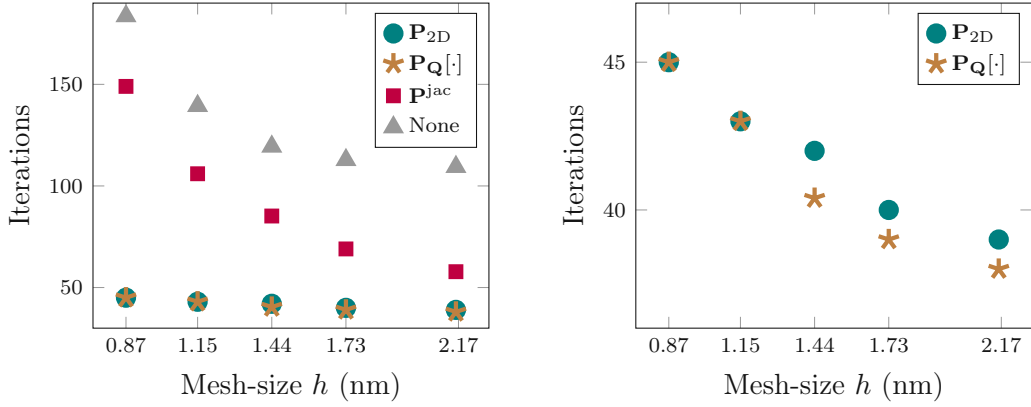 150
100
50
Iterations
P2D
PQ[·]
Pjac
None
0.87 1.15 1.44 1.73 2.17
Mesh-size h (nm)
45
40
Iterations
P2D
PQ[·]
0.87 1.15 1.44 1.73 2.17
Mesh-size h (nm)